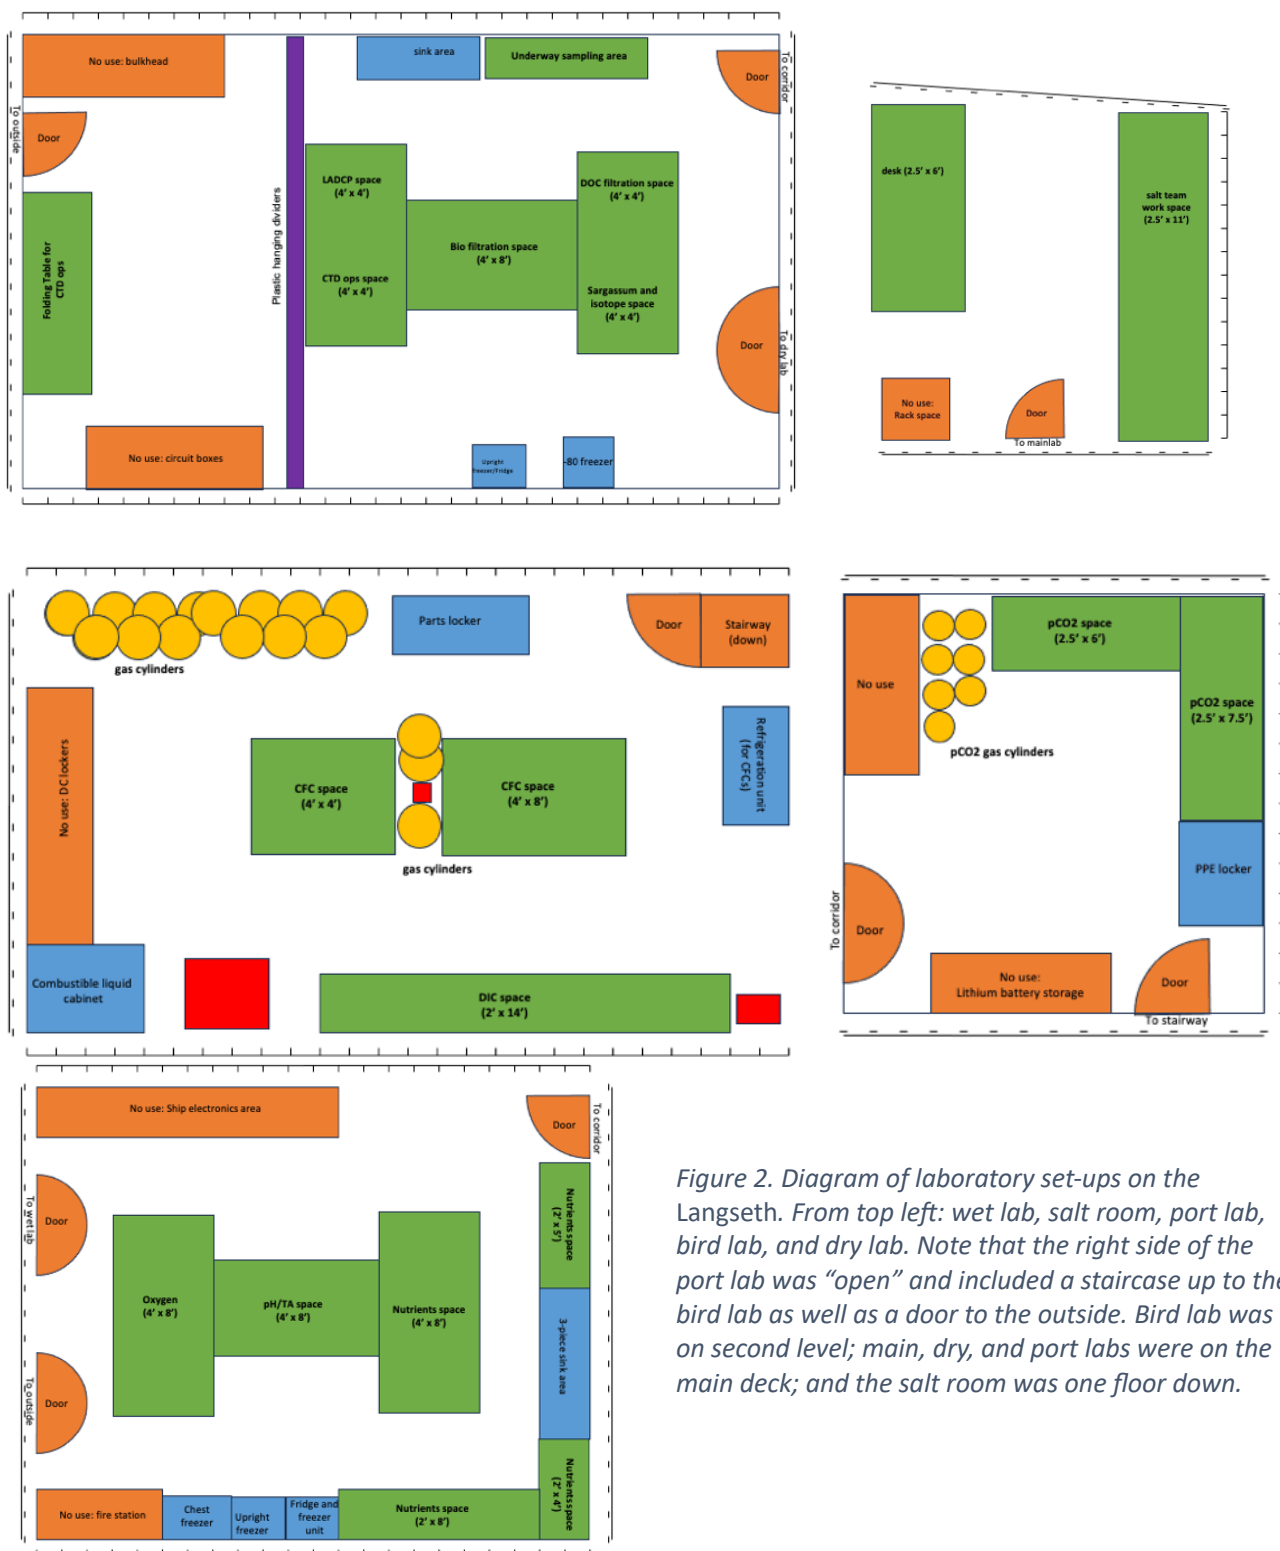 No use: bulkhead
sink area
Underway sampling area
Door
To corridor
To outside
Door
Folding Table for
CTD ops
Plastic hanging dividers
LADCP space
(4’ x 4’)
CTD ops space
(4’ x 4’)
Bio filtration space
(4’ x 8’)
DOC filtration space
(4’ x 4’)
Sargassum and
isotope space
(4’ x 4’)
Door
To dry lab
No use: circuit boxes
Upright
freezer/Fridge
-80 freezer
desk (2.5’ x 6’)
salt team
work space
(2.5’ x 11’)
No use:
Rack space
Door
To mainlab
gas cylinders
Parts locker
Door
Stairway
(down)
No use: DC lockers
CFC space
(4’ x 4’)
CFC space
(4’ x 8’)
gas cylinders
Refrigeration unit
(for CFCs)
Combustible liquid
cabinet
DIC space
(2’ x 14’)
No use
pCO2 space
(2.5’ x 6’)
pCO2 space
(2.5’ x 7.5’)
pCO2 gas cylinders
PPE locker
To corridor
Door
No use:
Lithium battery storage
Door
To stairway
No use: Ship electronics area
Door
To corridor
To wet lab
Door
Oxygen
(4’ x 8’)
pH/TA space
(4’ x 8’)
Nutrients space
(4’ x 8’)
Nutrients space
(2’ x 5’)
3-piece sink area
To outside
Door
Nutrients space
(2’ x 4’)
No use: fire station
Chest
freezer
Upright
freezer
Fridge and
freezer
unit
Nutrients space
(2’ x 8’)
Figure 2. Diagram of laboratory set-ups on the
Langseth. From top left: wet lab, salt room, port lab,
bird lab, and dry lab. Note that the right side of the
port lab was “open” and included a staircase up to the
bird lab as well as a door to the outside. Bird lab was
on second level; main, dry, and port labs were on the
main deck; and the salt room was one floor down.